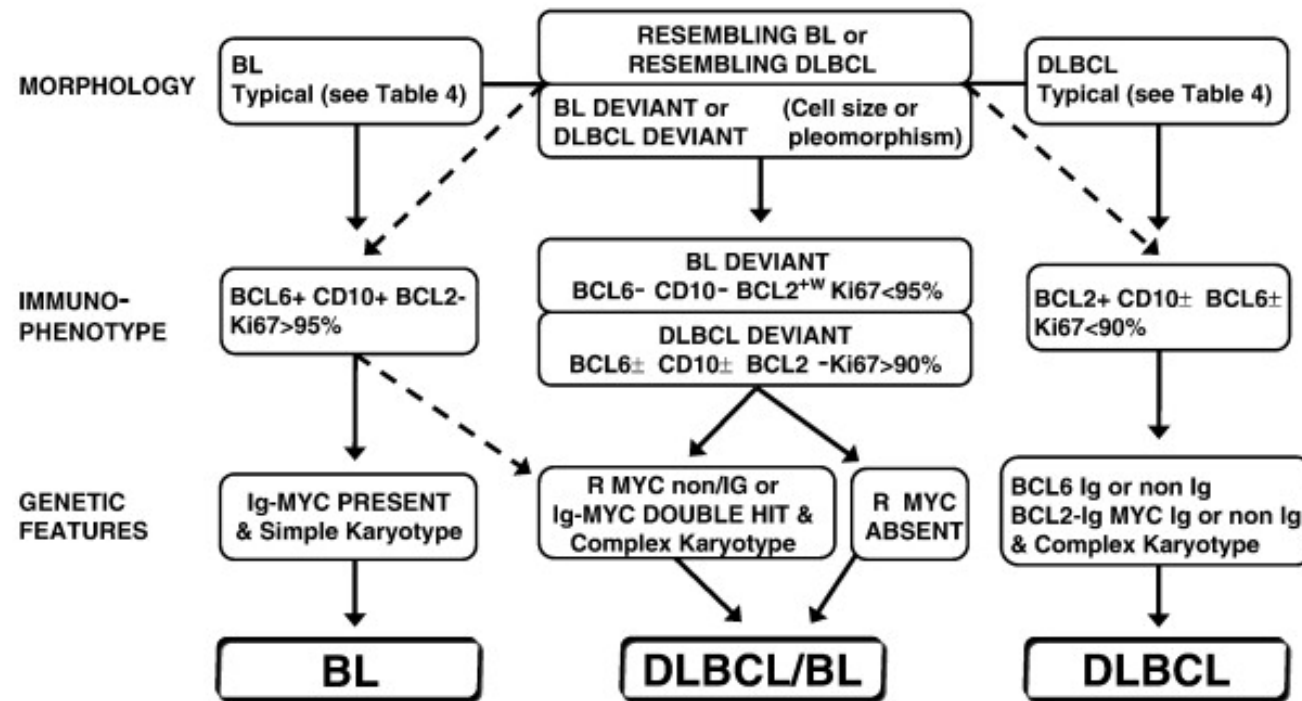 MORPHOLOGY
BL
Typical (see Table 4)
RESEMBLING BL or
RESEMBLING DLBCL
BL DEVIANT or (Cell size or
DLBCL DEVIANT pleomorphism)
DLBCL
Typical (see Table 4)
IMMUNO-
PHENOTYPE
BCL6+ CD10+ BCL2-
Ki67>95%
BL DEVIANT
BCL6- CD10- BCL2+w Ki67<95%
DLBCL DEVIANT
BCL6± CD10± BCL2 -Ki67>90%
BCL2+ CD10± BCL6±
Ki67<90%
GENETIC
FEATURES
Ig-MYC PRESENT
& Simple Karyotype
R MYC non/IG or
Ig-MYC DOUBLE HIT &
Complex Karyotype
R MYC
ABSENT
BCL6 Ig or non Ig
BCL2-Ig MYC Ig or non Ig
& Complex Karyotype
BL
DLBCL/BL
DLBCL